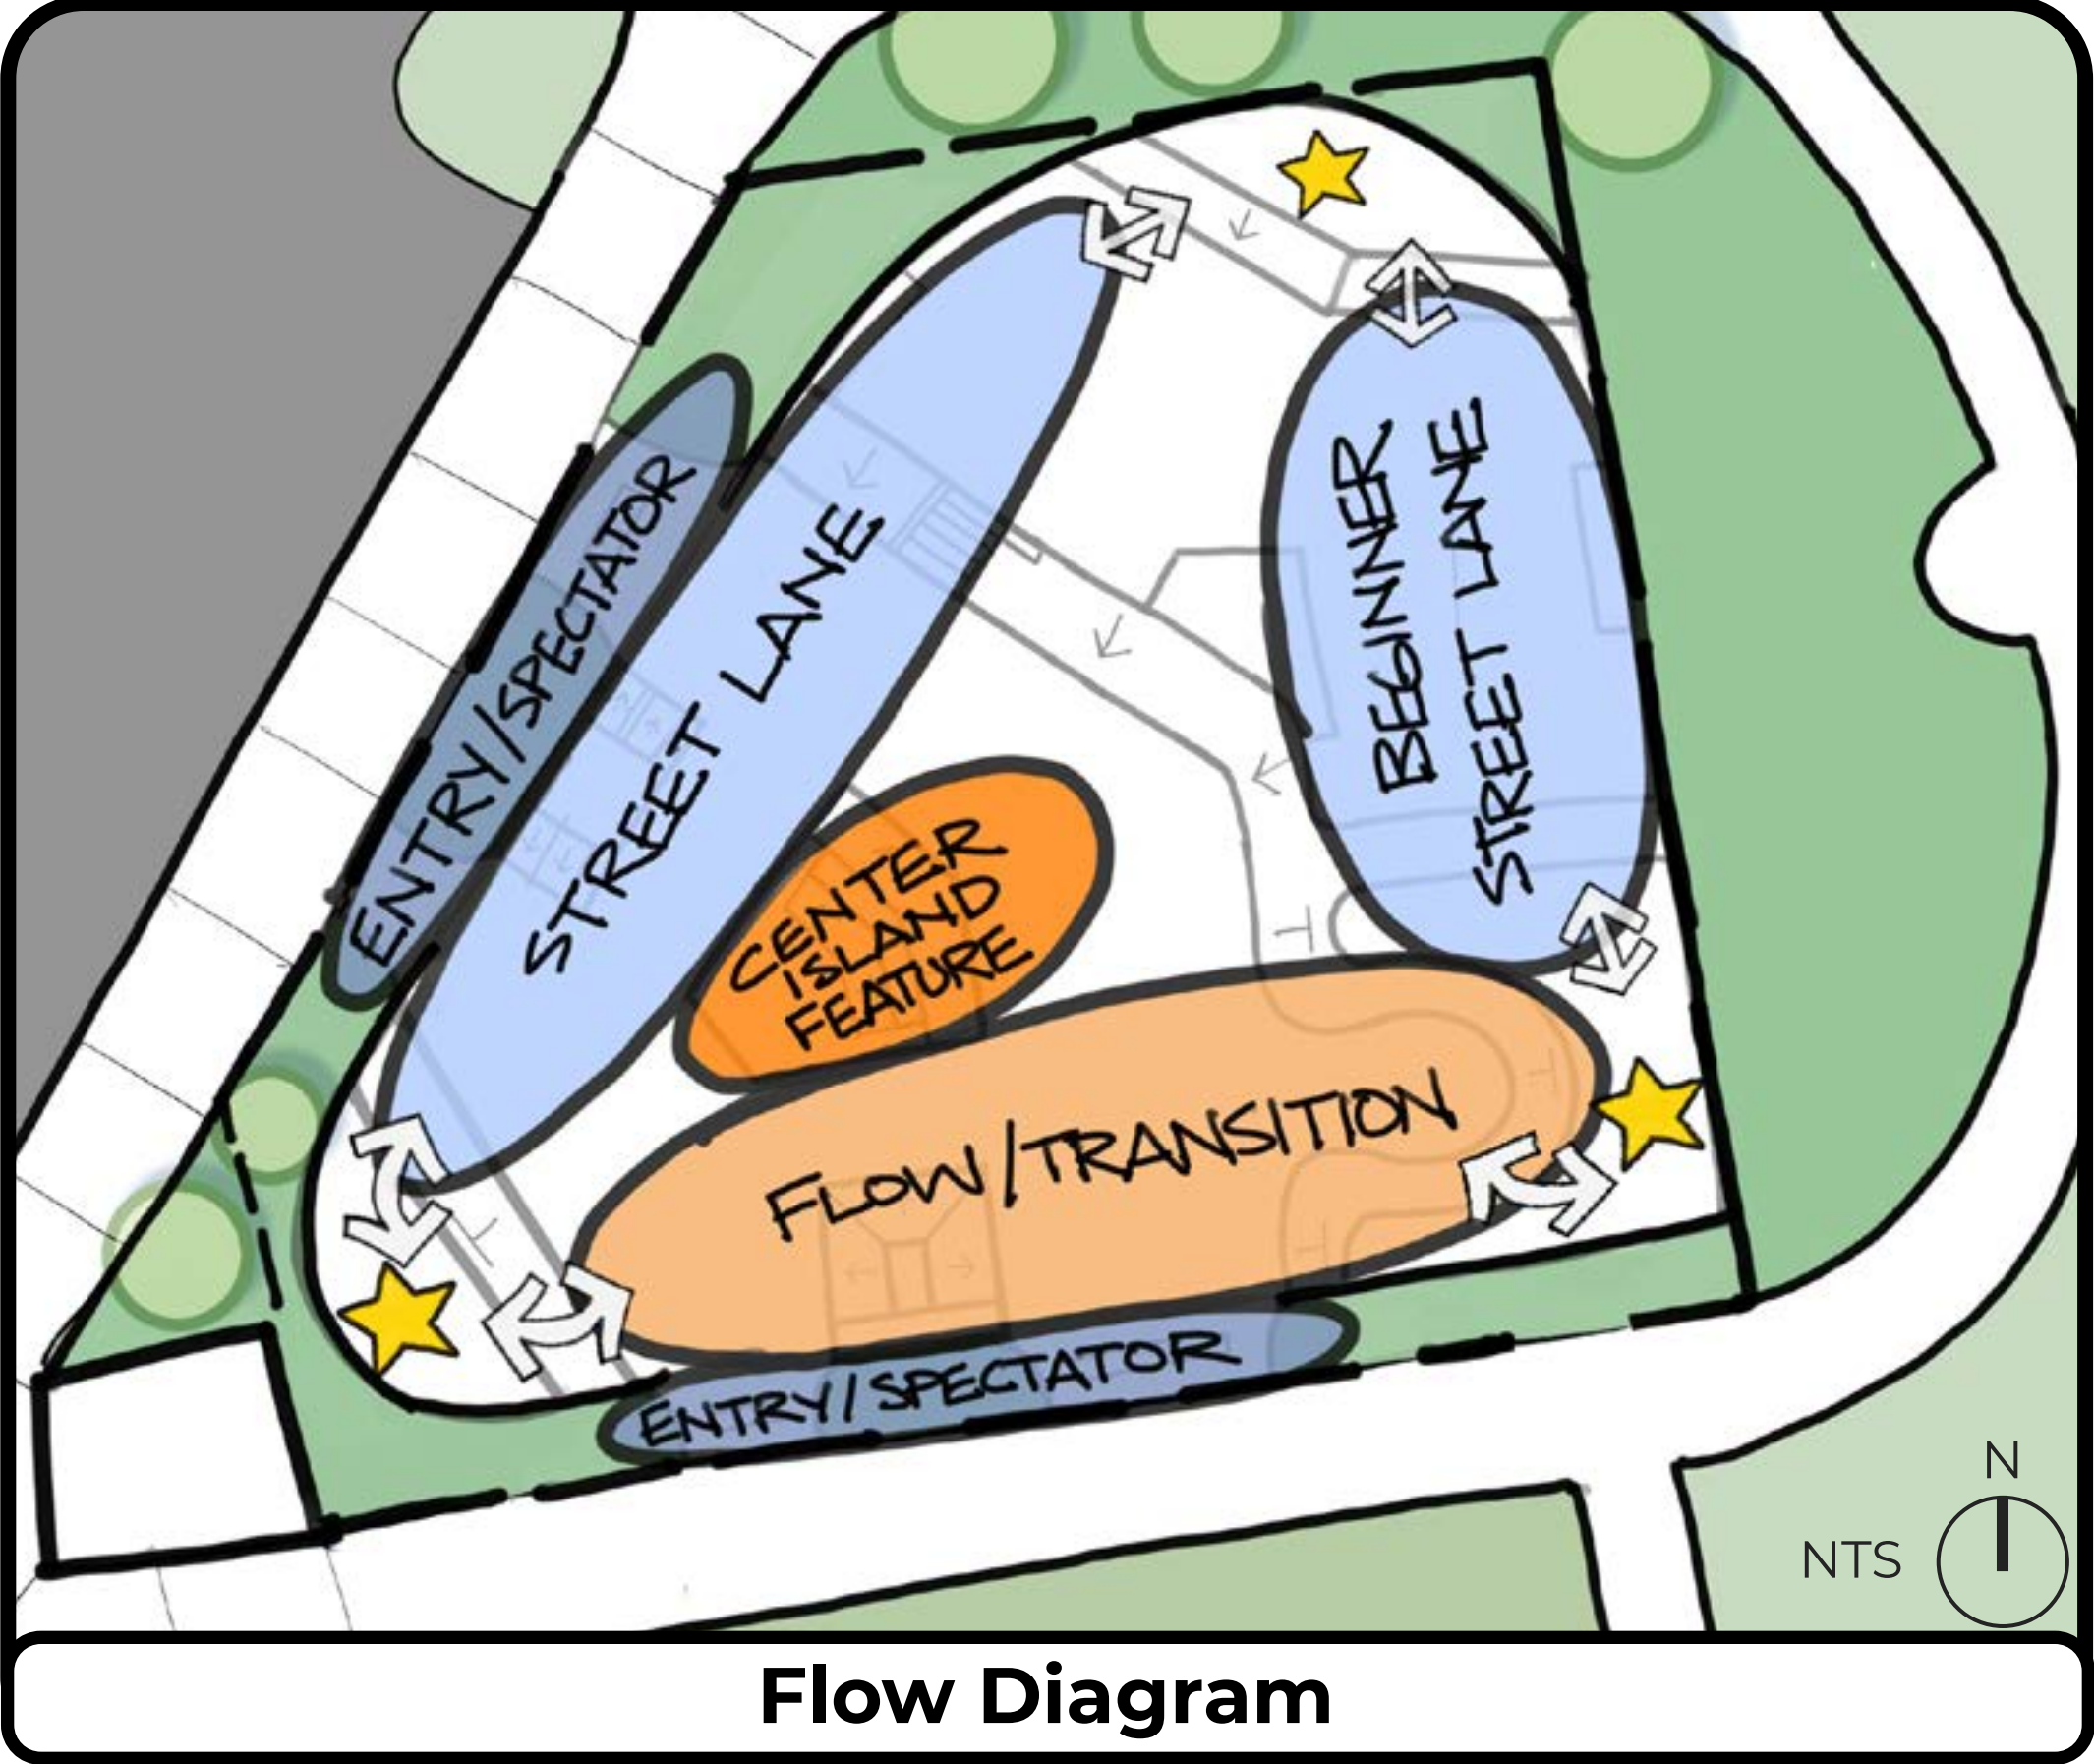 ENTRY/SPECTATOR
STREET LANE
BEGINNER
STREET LANE
CENTER
ISLAND
FEATURE
FLOW/TRANSITION
ENTRY/SPECTATOR
N
NTS
Flow Diagram